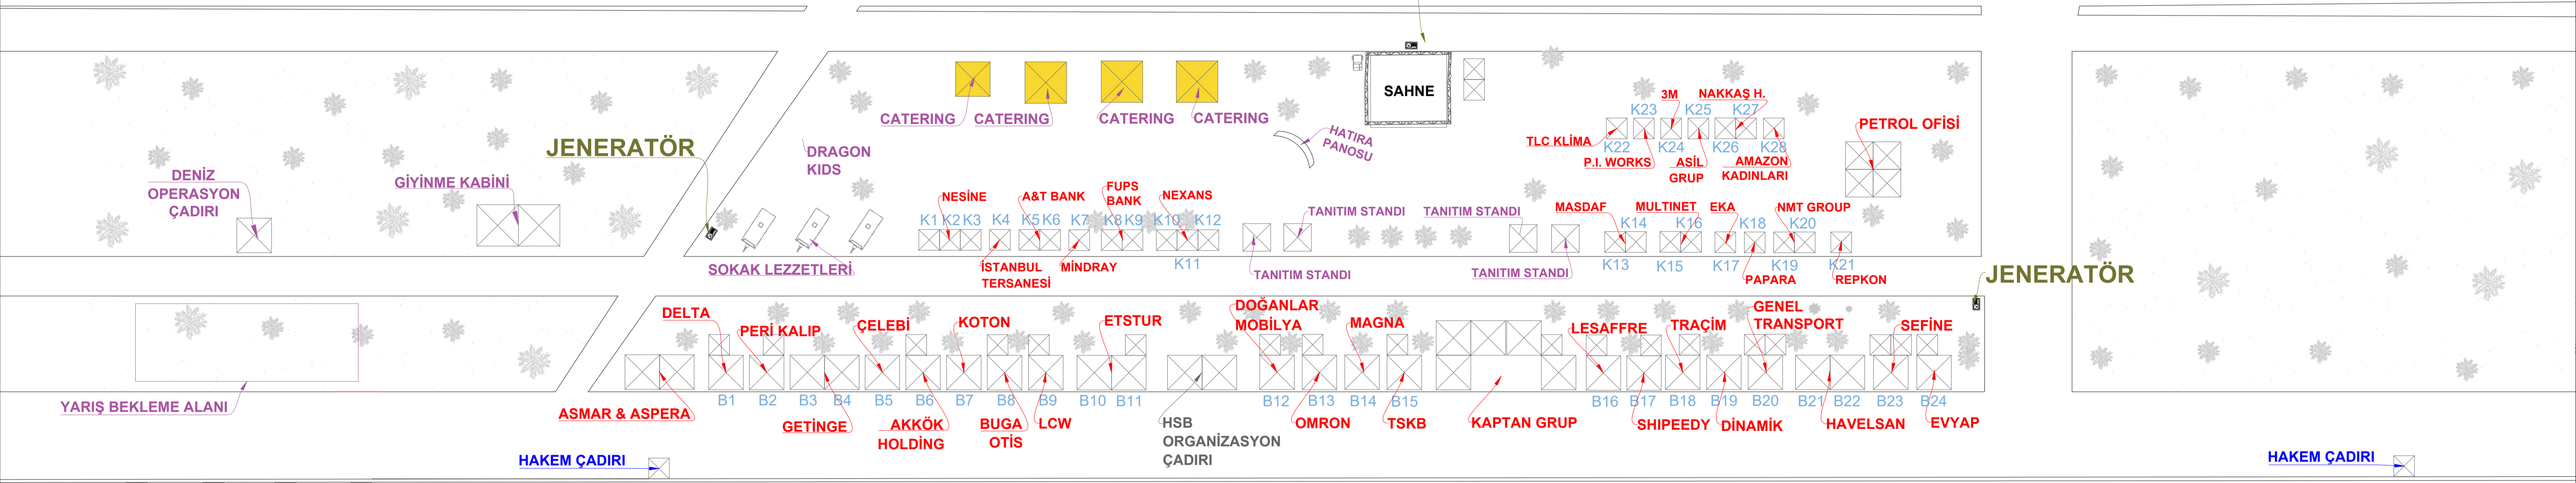 SAHNE
CATERING
CATERING
CATERING
CATERING
HATIRA
PANOSU
DRAGON
KIDS
JENERATÖR
DENİZ
OPERASYON
ÇADIRI
GİYİNME KABİNİ
SOKAK LEZZETLERİ
3M
NAKKAŞ H.
K23
K25
K27
TLC KLİMA
K22
K24
K26
K28
P.I. WORKS
ASİL
GRUP
AMAZON
KADINLARI
PETROL OFİSİ
NESİNE
A&T BANK
FUPS
BANK
NEXANS
K1
K2
K3
K4
K5
K6
K7
K8
K9
K10
K12
K11
İSTANBUL
TERSANESİ
MİNDRAY
TANITIM STANDI
TANITIM STANDI
TANITIM STANDI
TANITIM STANDI
MASDAF
MULTINET
EKA
NMT GROUP
K14
K16
K18
K20
K13
K15
K17
K19
K21
PAPARA
REPKON
JENERATÖR
DELTA
PERİ KALIP
ÇELEBİ
KOTON
ETSTUR
DOĞANLAR
MOBİLYA
MAGNA
LESAFFRE
TRAÇİM
GENEL
TRANSPORT
SEFİNE
B1
B2
B3
B4
B5
B6
B7
B8
B9
B10
B11
B12
B13
B14
B15
B16
B17
B18
B19
B20
B21
B22
B23
B24
YARIŞ BEKLEME ALANI
ASMAR & ASPERA
GETİNGE
AKKÖK
HOLDİNG
BUGA
OTİS
LCW
HSB
ORGANİZASYON
ÇADIRI
OMRON
TSKB
KAPTAN GRUP
SHIPEEDY
DİNAMİK
HAVELSAN
EVYAP
HAKEM ÇADIRI
HAKEM ÇADIRI